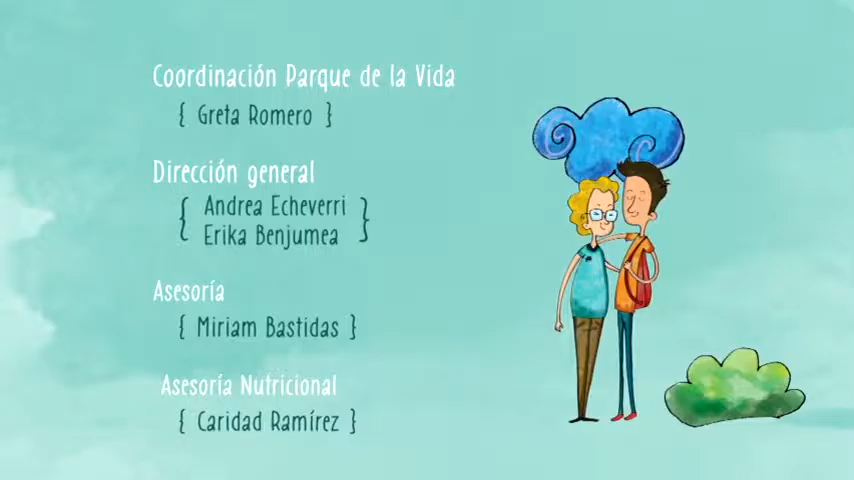 Coordinación Parque de la Vida
{ Greta Romero }
Dirección general
{ Andrea Echeverri
Erika Benjumea }
Asesoría
{ Miriam Bastidas }
Asesoría Nutricional
{ Caridad Ramírez }